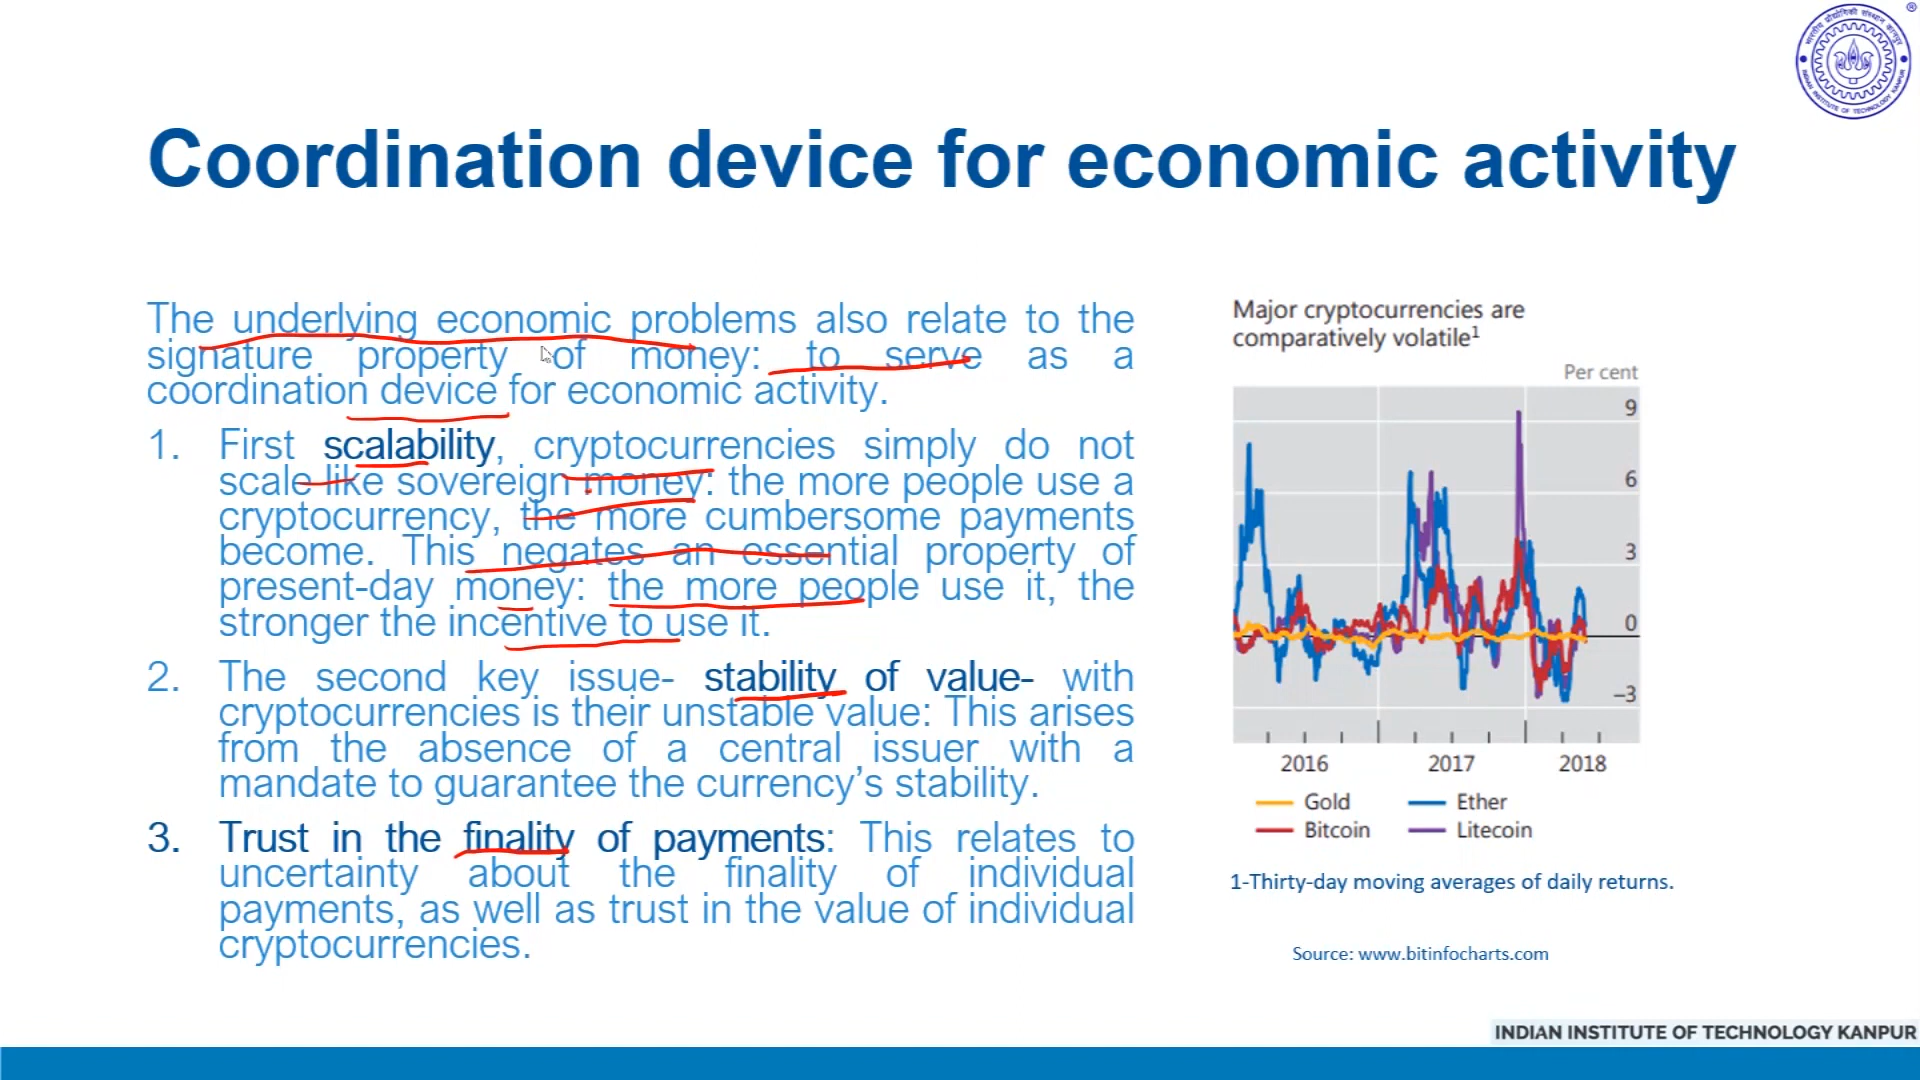 Coordination device for economic activity
The underlying economic problems also relate to the
signature property of money: to serve as a
coordination device for economic activity.
1. First scalability, cryptocurrencies simply do not
scale like sovereign money: the more people use a
cryptocurrency, the more cumbersome payments
become. This negates an essential property of
present-day money: the more people use it, the
stronger the incentive to use it.
2. The second key issue- stability of value- with
cryptocurrencies is their unstable value: This arises
from the absence of a central issuer with a
mandate to guarantee the currency’s stability.
3. Trust in the finality of payments: This relates to
uncertainty about the finality of individual
payments, as well as trust in the value of individual
cryptocurrencies.
Major cryptocurrencies are
comparatively volatile1
Per cent
9
6
3
0
–3
2016 2017 2018
Gold Ether
Bitcoin Litecoin
1-Thirty-day moving averages of daily returns.
Source: www.bitinfocharts.com
INDIAN INSTITUTE OF TECHNOLOGY KANPUR